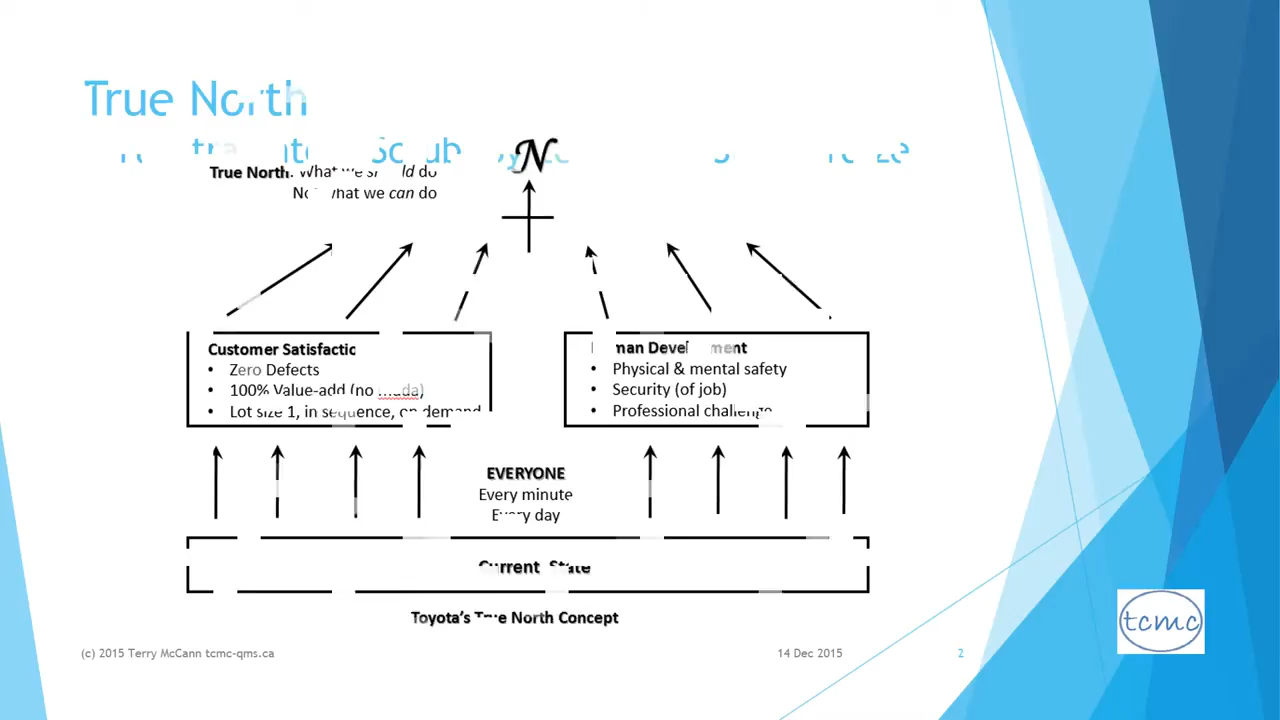 True North
N
True North: What we should do
Not what we can do
Customer Satisfaction
• Zero Defects
• 100% Value-add (no muda)
• Lot size 1, in sequence, on demand
Human Development
• Physical & mental safety
• Security (of job)
• Professional challenge
EVERYONE
Every minute
Every day
Current State
Toyota's True North Concept
(c) 2015 Terry McCann tcmc-qms.ca
14 Dec 2015
2
tcmc